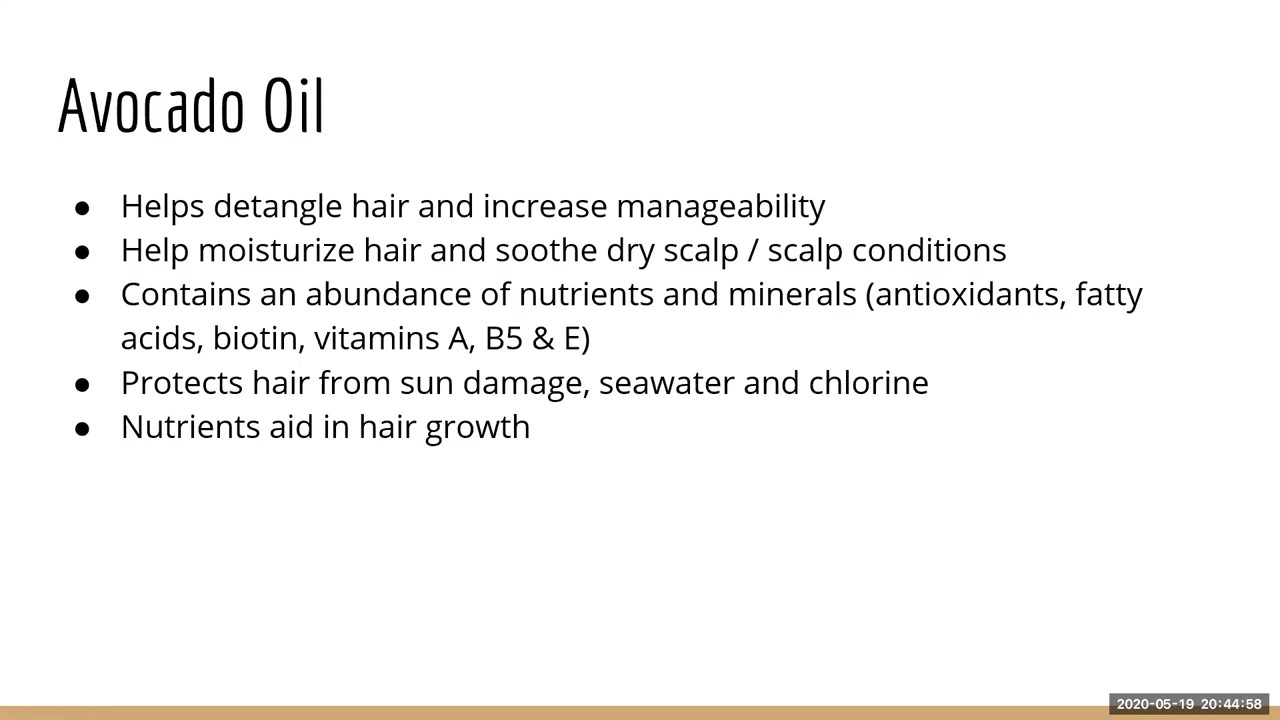 Avocado Oil
● Helps detangle hair and increase manageability
● Help moisturize hair and soothe dry scalp / scalp conditions
● Contains an abundance of nutrients and minerals (antioxidants, fatty
acids, biotin, vitamins A, B5 & E)
● Protects hair from sun damage, seawater and chlorine
● Nutrients aid in hair growth
2020-05-19 20:44:58